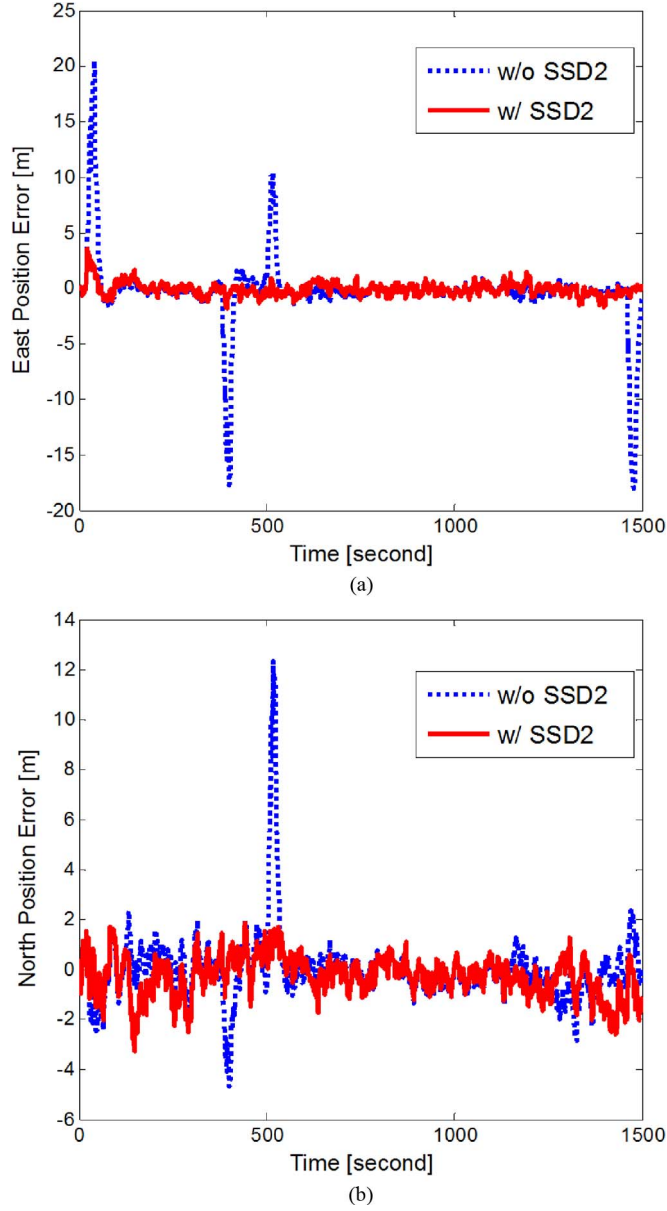 25
20
15
10
5
0
-5
-10
-15
-20
East Position Error [m]
w/o SSD2
w/ SSD2
0 500 1000 1500
Time [second]
(a)
14
12
10
8
6
4
2
0
-2
-4
-6
North Position Error [m]
w/o SSD2
w/ SSD2
0 500 1000 1500
Time [second]
(b)